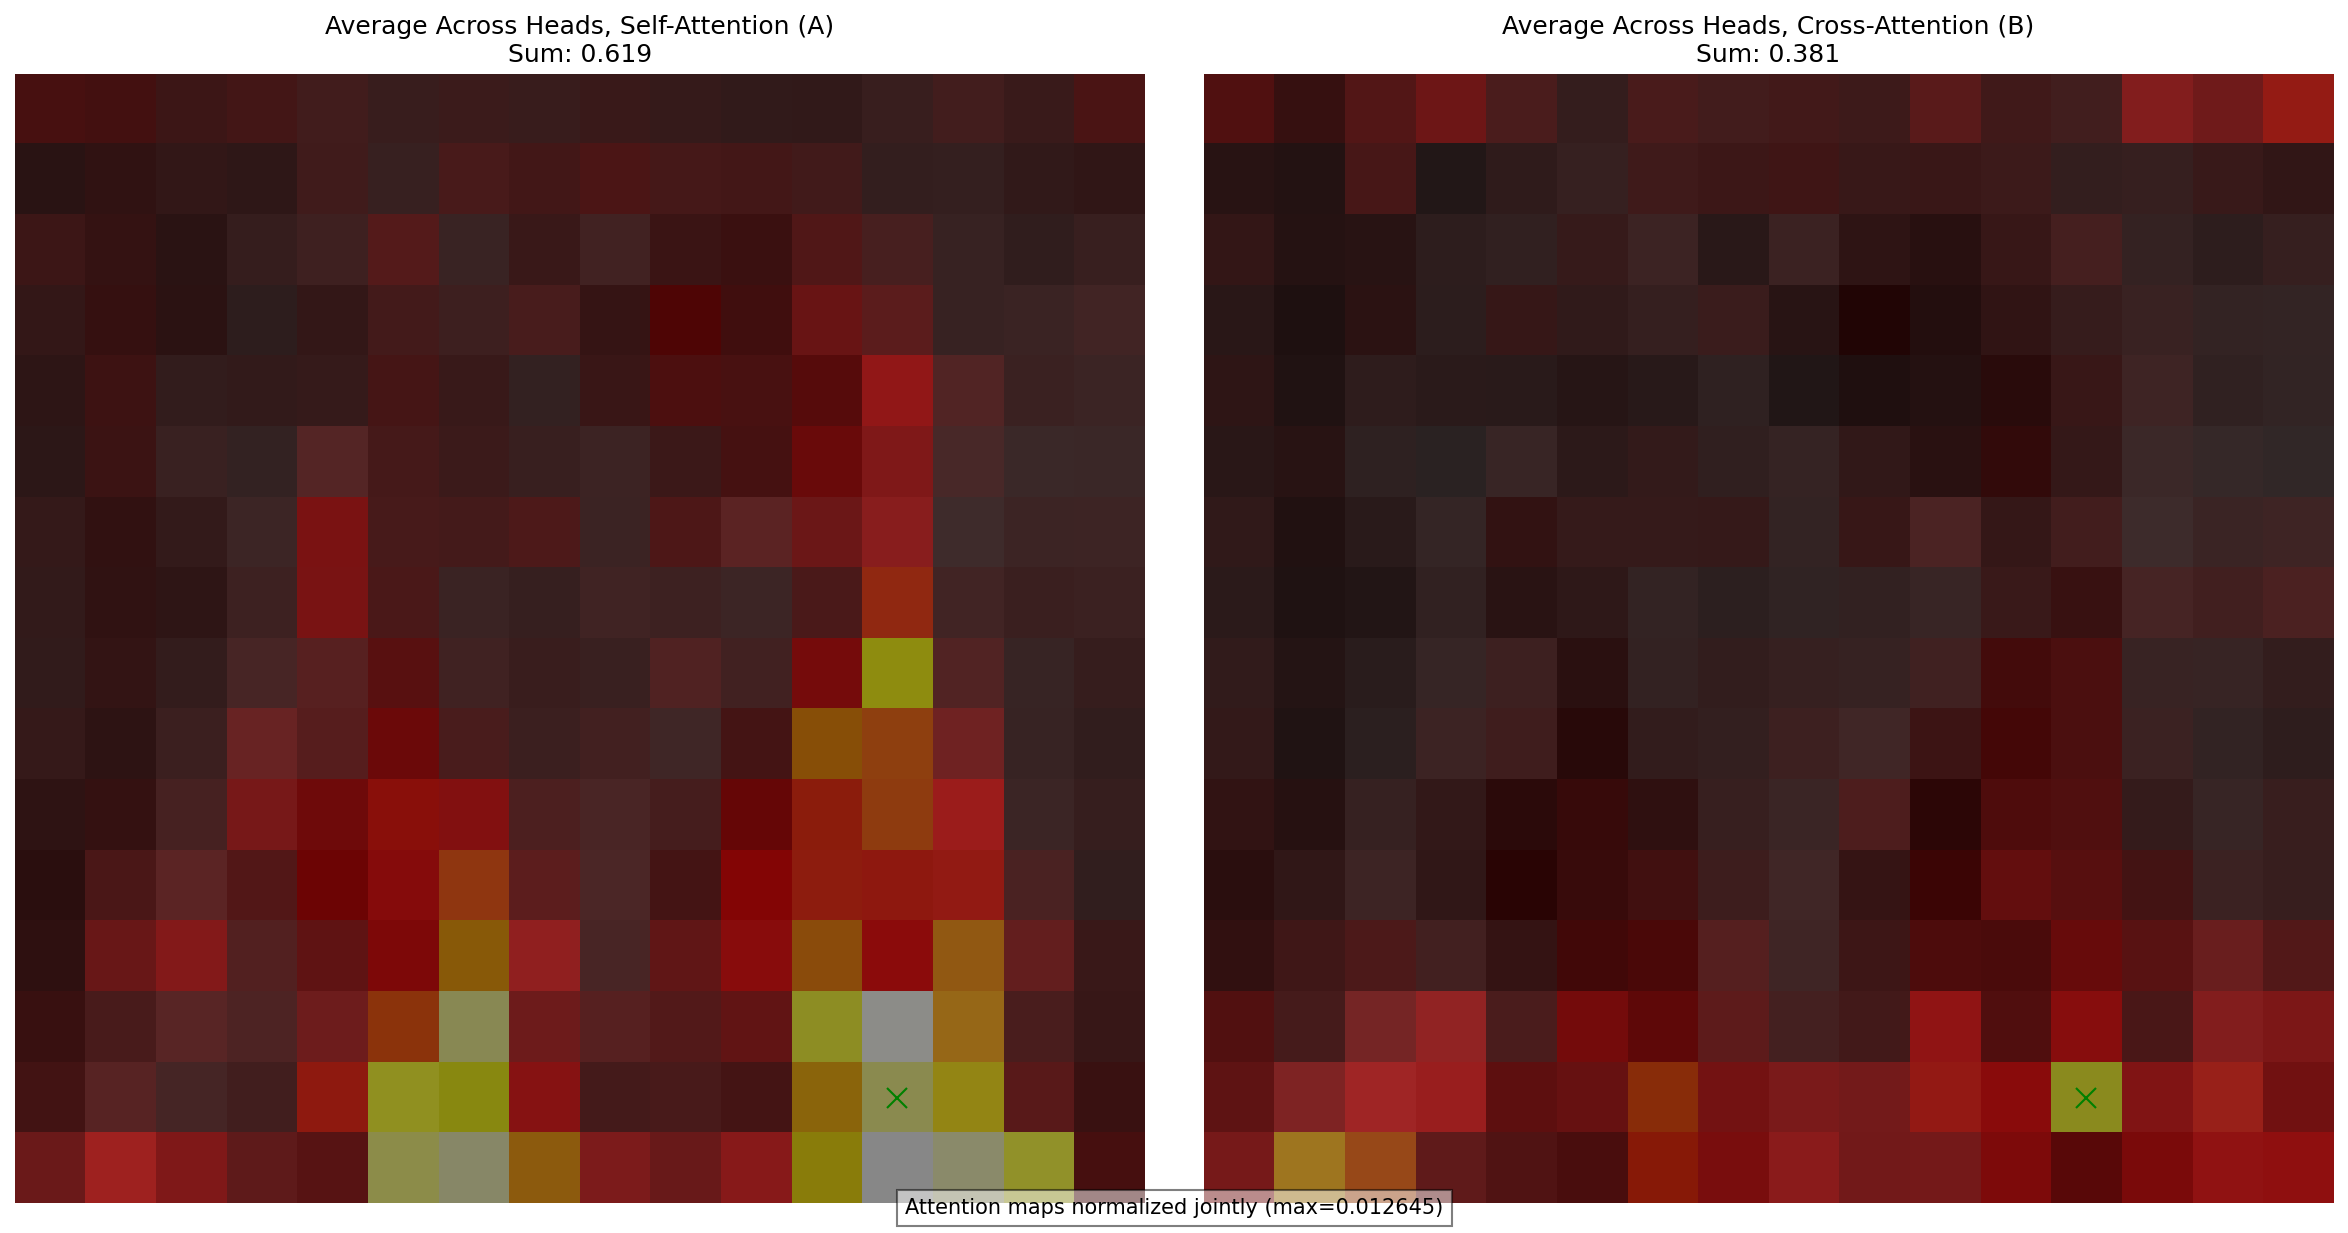 Average Across Heads, Self-Attention (A)
Sum: 0.619
Average Across Heads, Cross-Attention (B)
Sum: 0.381
Attention maps normalized jointly (max=0.012645)